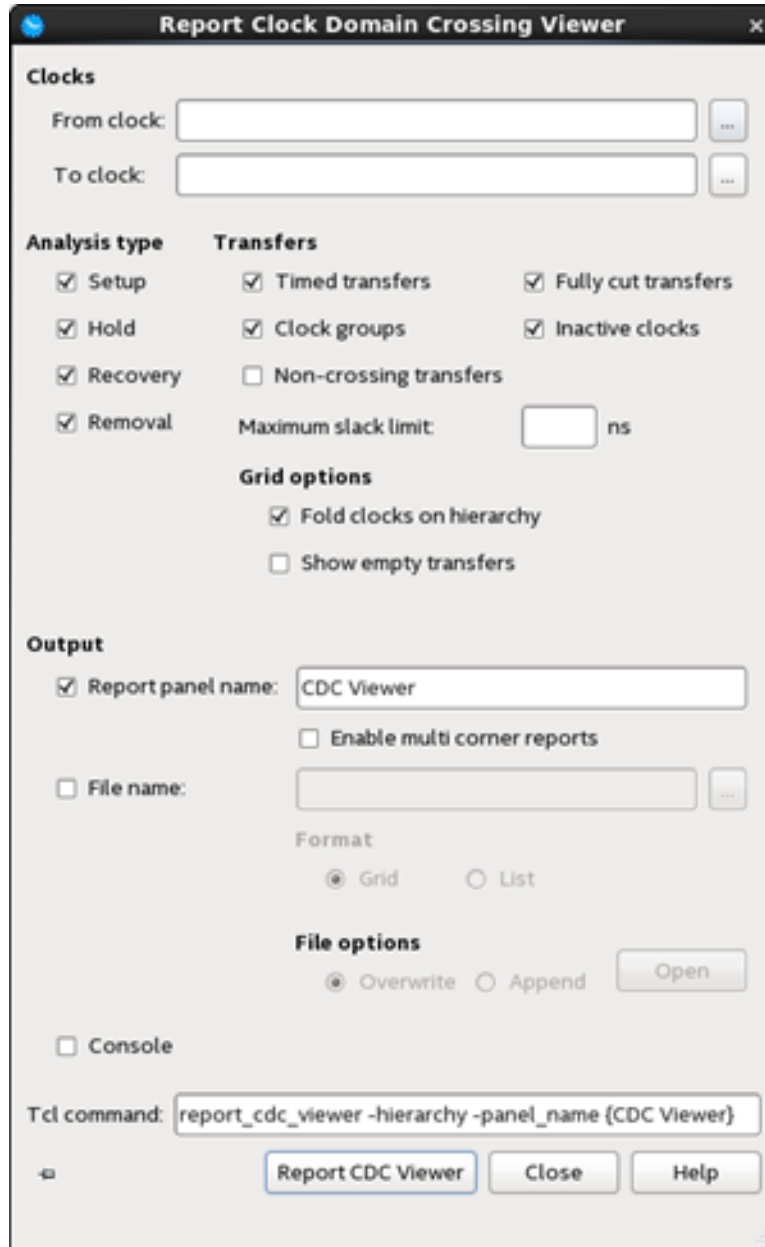 Report Clock Domain Crossing Viewer ×
Clocks
From clock: ...
To clock: ...
Analysis type Transfers
Setup Timed transfers Fully cut transfers
Hold Clock groups Inactive clocks
Recovery Non-crossing transfers
Removal Maximum slack limit: ns
Grid options
Fold clocks on hierarchy
Show empty transfers
Output
Report panel name: CDC Viewer
Enable multi corner reports
File name: ...
Format
Grid List
File options
Overwrite Append Open
Console
Tcl command: report_cdc_viewer -hierarchy -panel_name {CDC Viewer}
Report CDC Viewer Close Help